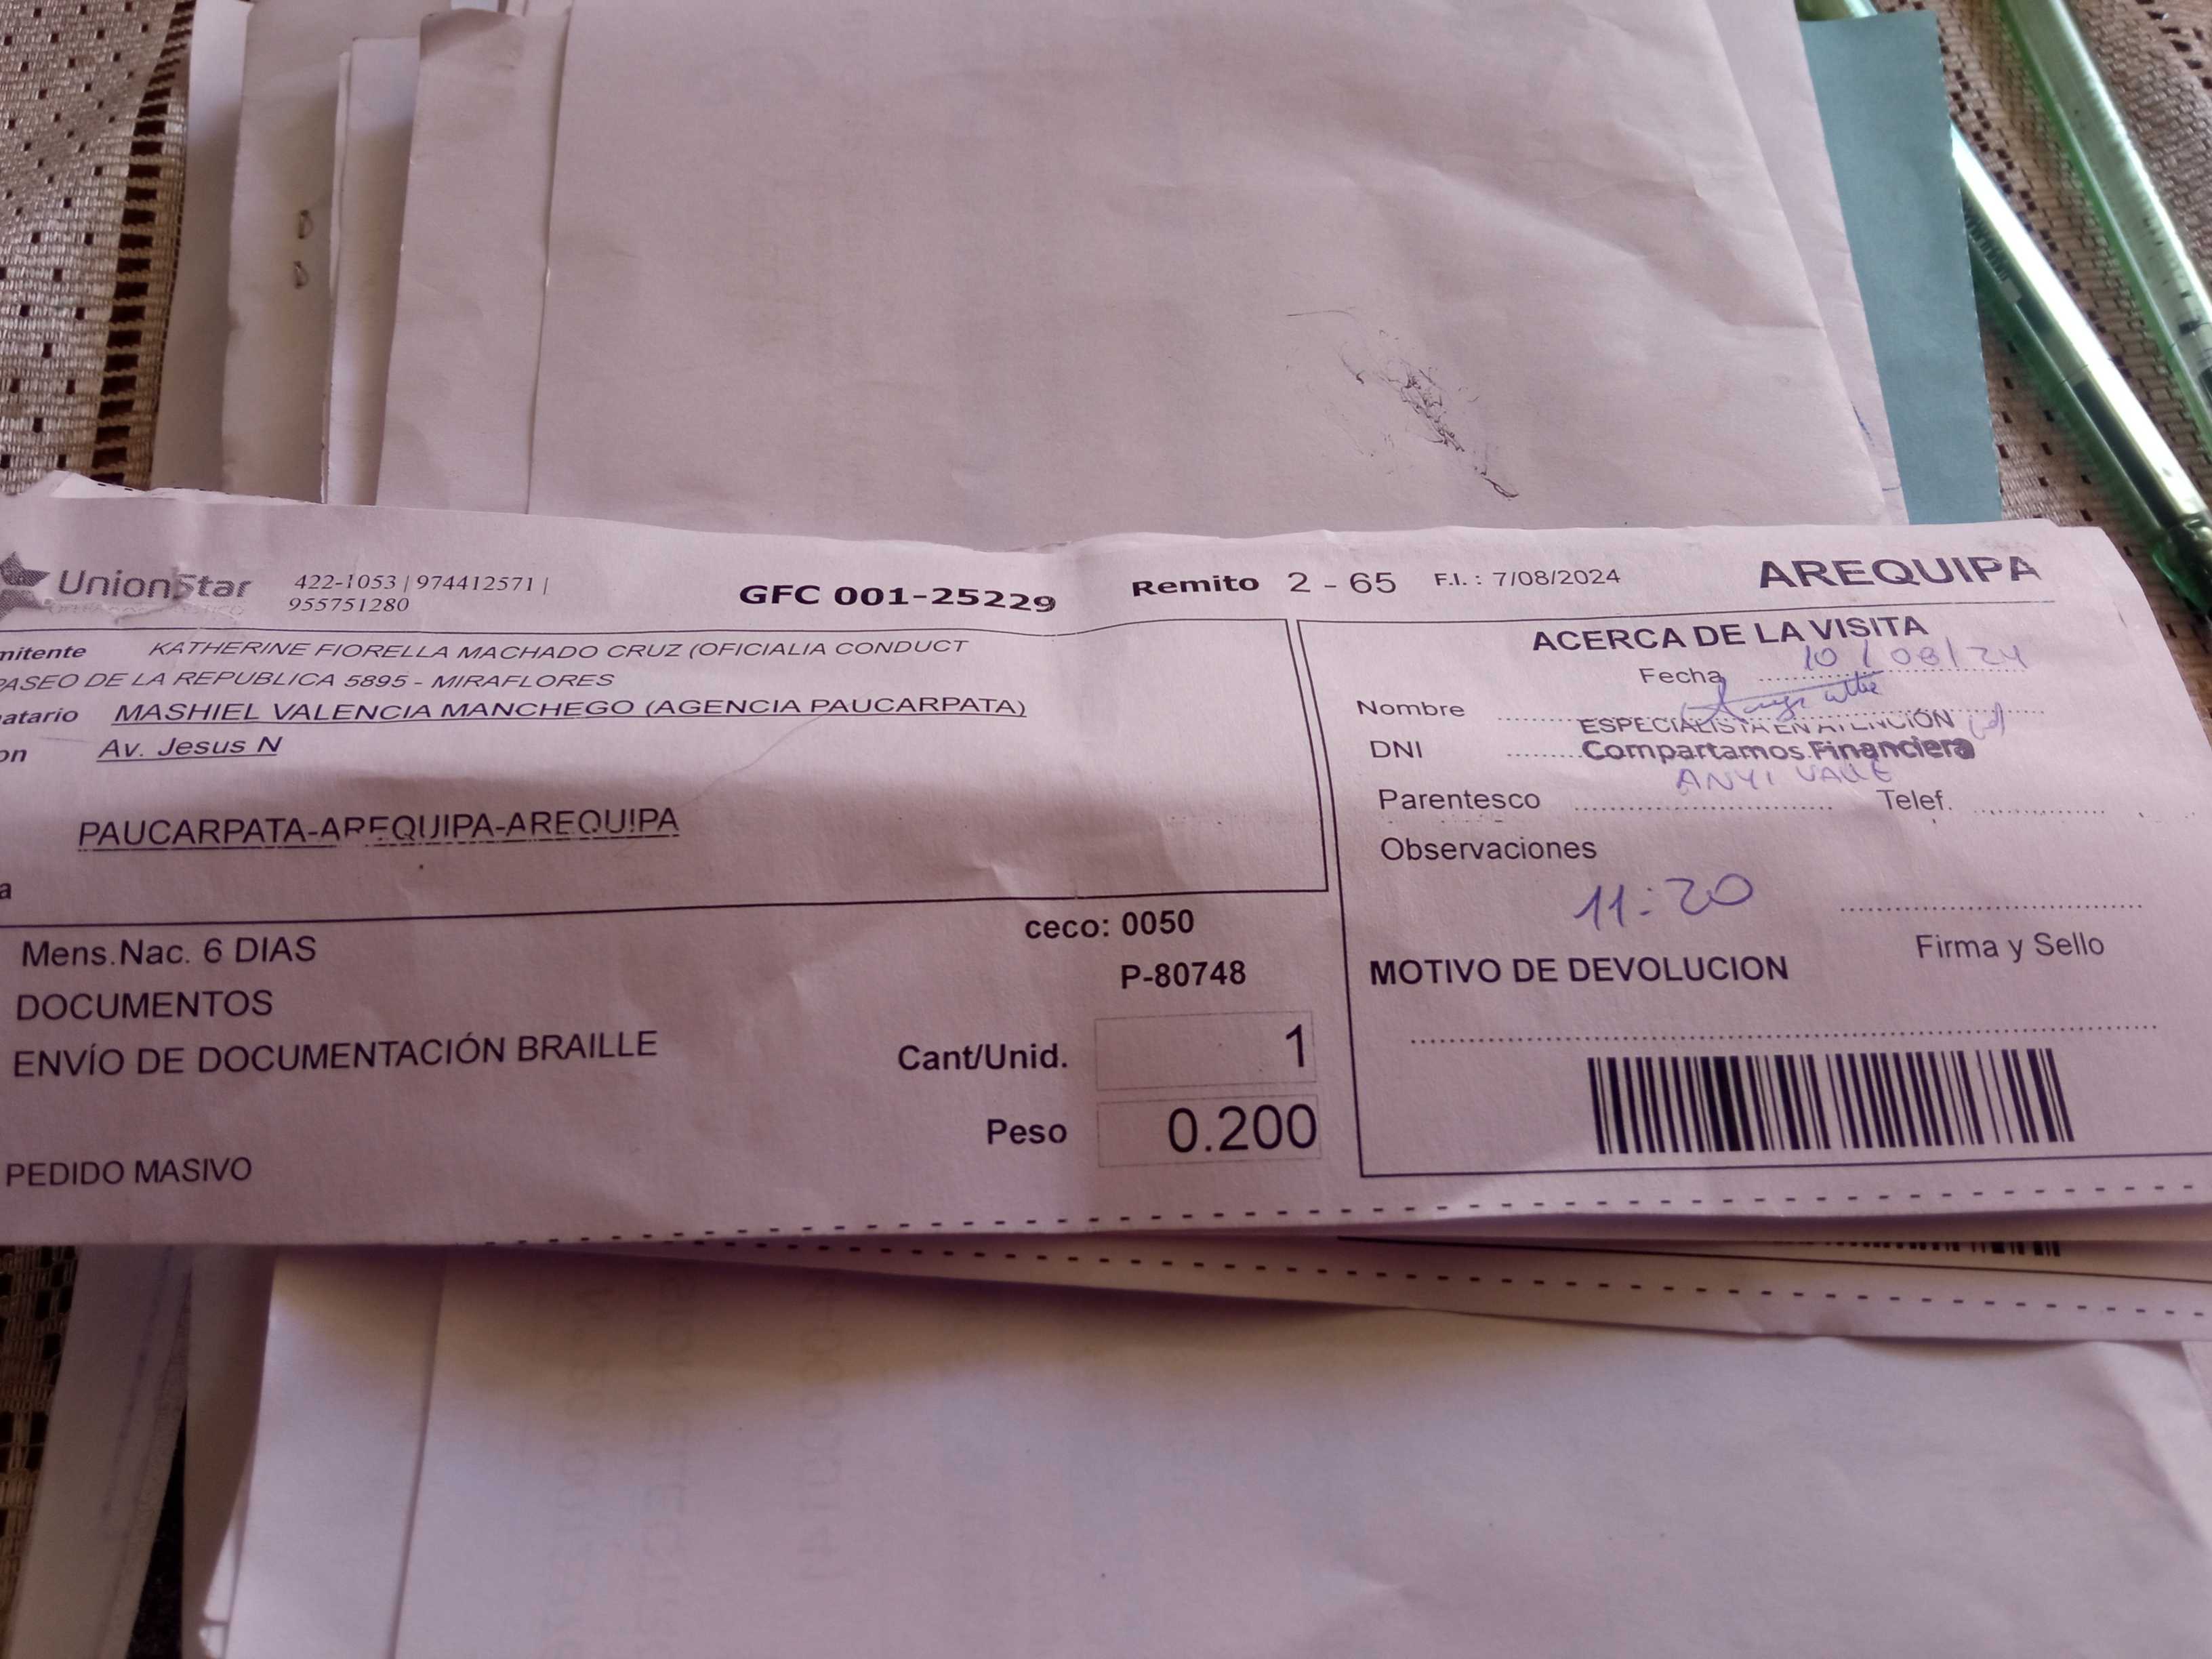 UnionStar
422-1053 | 974412571 |
955751280
GFC 001-25229
Remito 2 - 65 F.I. : 7/08/2024
AREQUIPA
mitente KATHERINE FIORELLA MACHADO CRUZ (OFICIALIA CONDUCT
PASEO DE LA REPUBLICA 5895 - MIRAFLORES
natario MASHIEL VALENCIA MANCHEGO (AGENCIA PAUCARPATA)
on Av. Jesus N
PAUCARPATA-AREQUIPA-AREQUIPA
a
Mens.Nac. 6 DIAS
DOCUMENTOS
ENVÍO DE DOCUMENTACIÓN BRAILLE
PEDIDO MASIVO
ceco: 0050
P-80748
Cant/Unid. 1
Peso 0.200
ACERCA DE LA VISITA
Fecha 10/08/24
Nombre
ESPECIALISTA EN ATENCIÓN
DNI Compartamos Financiera
ANYI VALLE
Parentesco Telef.
Observaciones
11:20
Firma y Sello
MOTIVO DE DEVOLUCION